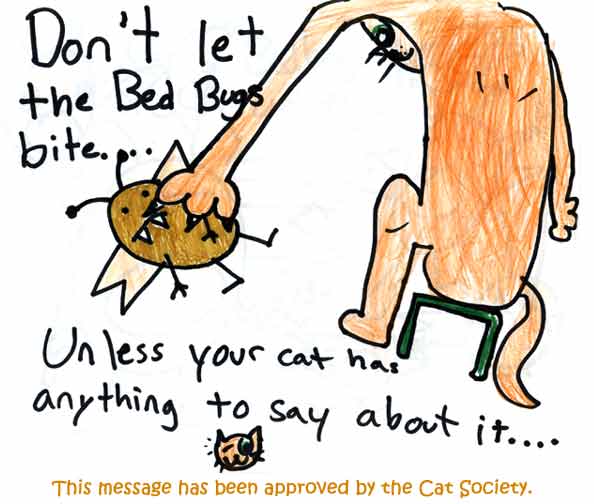 Don't let
the Bed Bugs
bite.....
Unless your cat has
anything to say about it....
This message has been approved by the Cat Society.